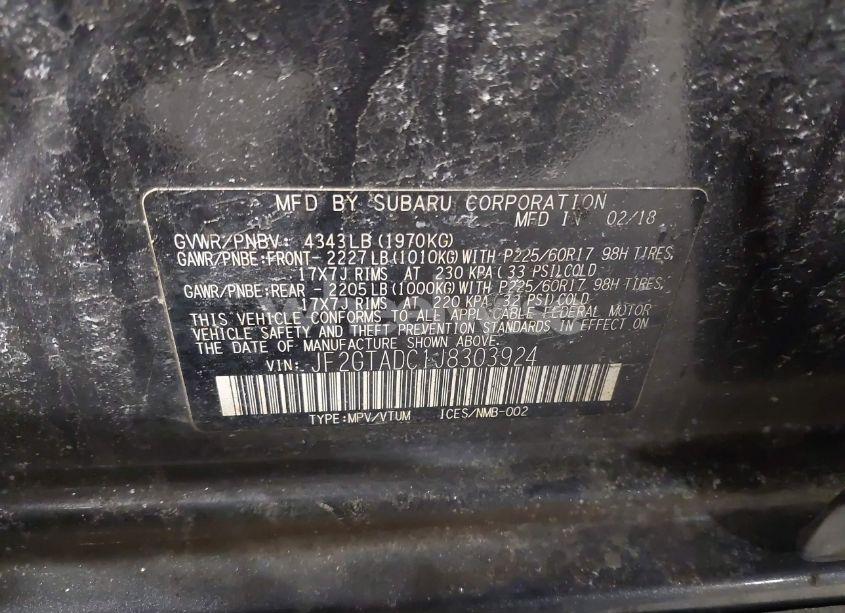 MFD BY SUBARU CORPORATION
MFD IN 02/18
GVWR/PNBV: 4343LB(1970KG)
GAWR/PNBE:FRONT- 2227LB(1010KG)WITH P225/60R17 98H TIRES,
17X7J RIMS AT 230 KPA( 33 PSI)COLD
GAWR/PNBE:REAR - 2205LB(1000KG)WITH P225/60R17 98H TIRES,
17X7J RIMS AT 220 KPA( 32 PSI)COLD
THIS VEHICLE CONFORMS TO ALL APPLICABLE FEDERAL MOTOR
VEHICLE SAFETY AND THEFT PREVENTION STANDARDS IN EFFECT ON
THE DATE OF MANUFACTURE SHOWN ABOVE.
VIN: JF2GTADC1J8303924
TYPE:MPV/VTUM ICES/NMB-002